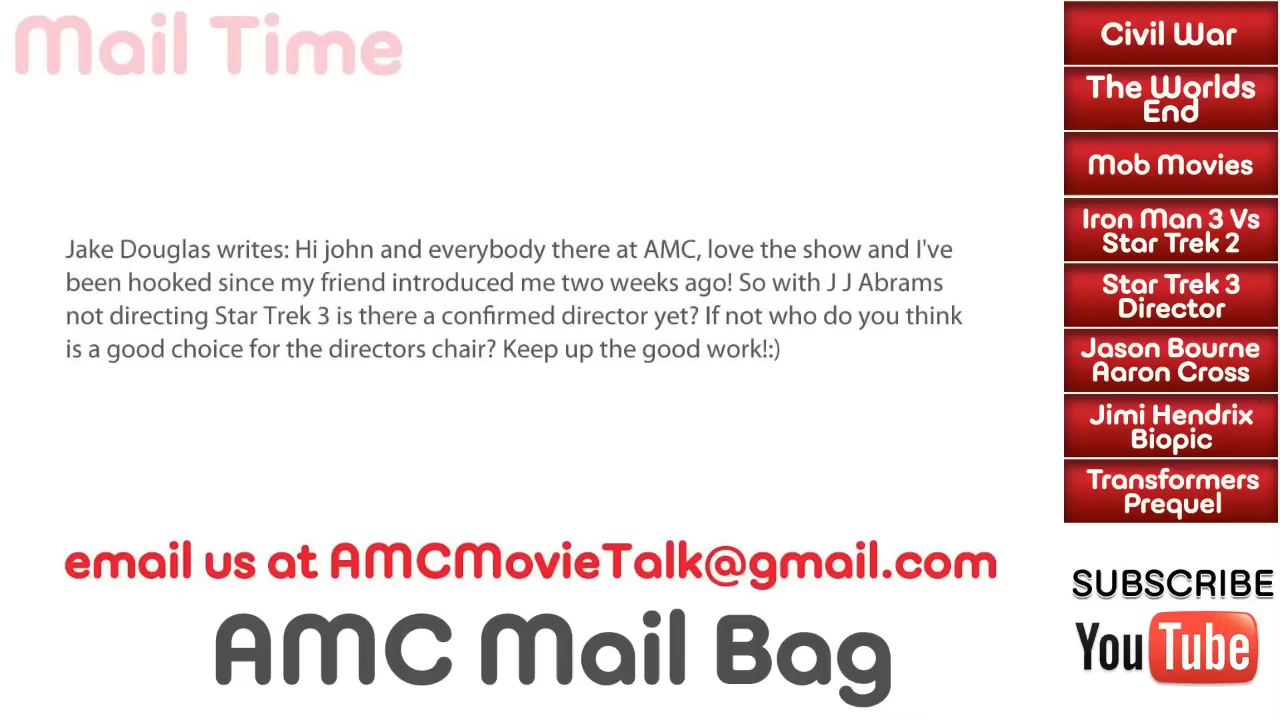 Mail Time
Jake Douglas writes: Hi john and everybody there at AMC, love the show and I've
been hooked since my friend introduced me two weeks ago! So with J J Abrams
not directing Star Trek 3 is there a confirmed director yet? If not who do you think
is a good choice for the directors chair? Keep up the good work!:)
email us at AMCMovieTalk@gmail.com
AMC Mail Bag
Civil War
The Worlds
End
Mob Movies
Iron Man 3 Vs
Star Trek 2
Star Trek 3
Director
Jason Bourne
Aaron Cross
Jimi Hendrix
Biopic
Transformers
Prequel
SUBSCRIBE
YouTube